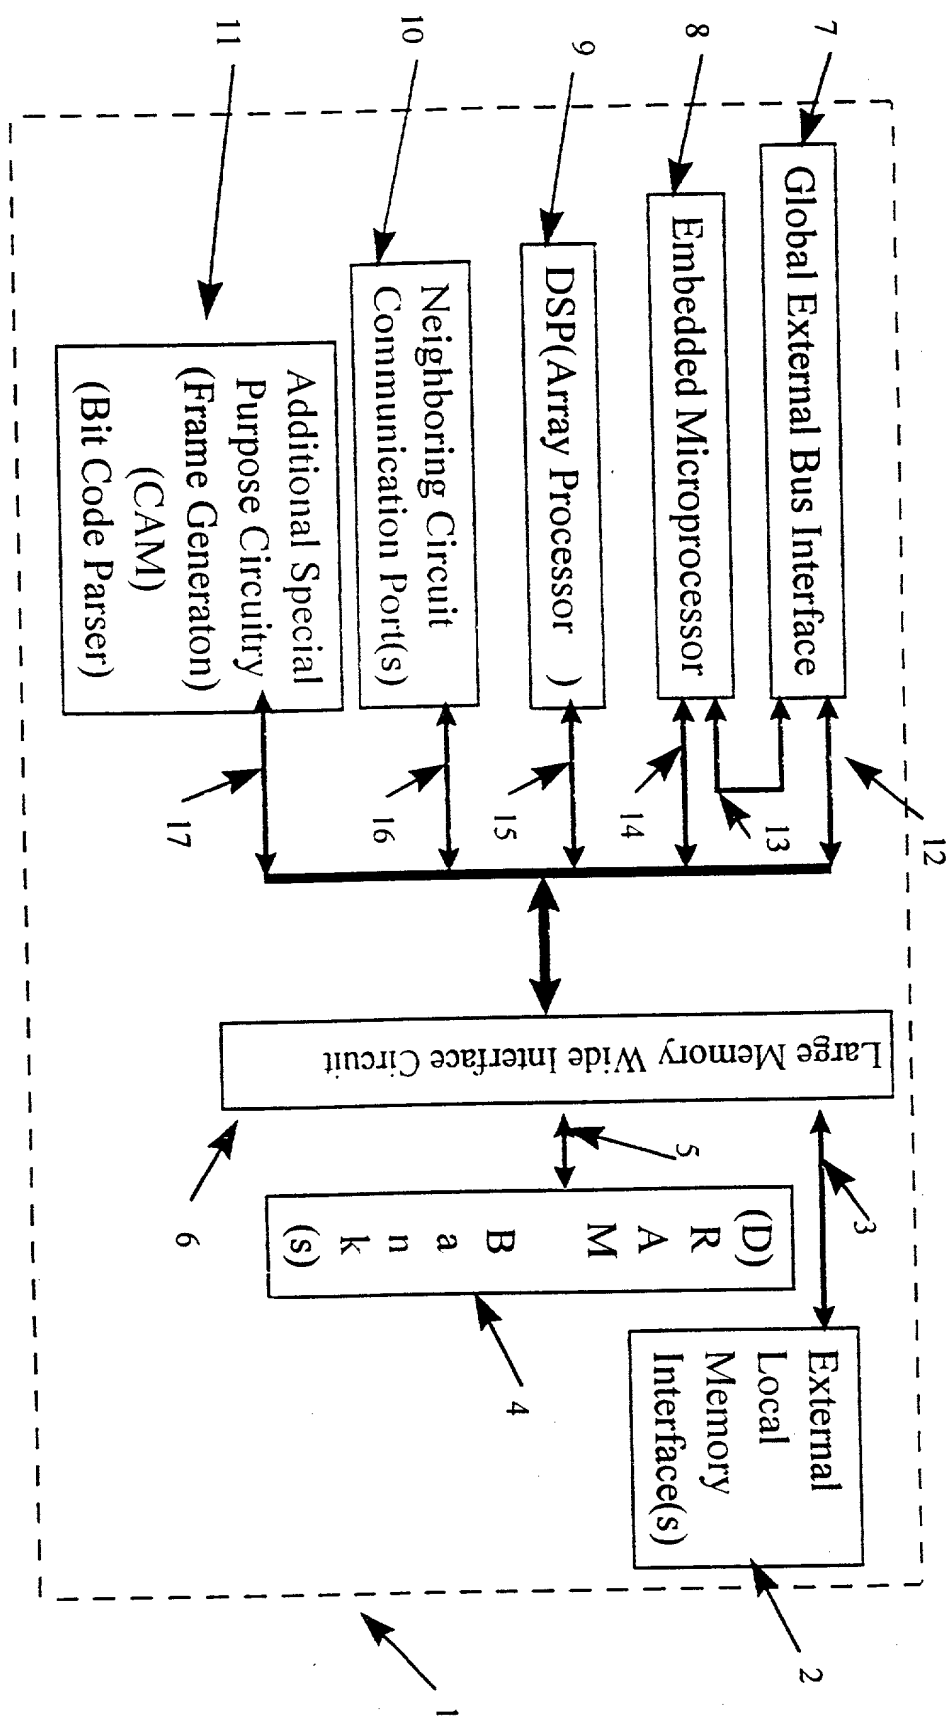 7
Global External Bus Interface
12
8
Embedded Microprocessor
13
14
9
DSP(Array Processor )
15
10
Neighboring Circuit
Communication Port(s)
16
11
Additional Special
Purpose Circuitry
(Frame Generaton)
(CAM)
(Bit Code Parser)
17
Large Memory Wide Interface Circuit
6
3
5
(D)
R
A
M
B
a
n
k
(s)
4
External
Local
Memory
Interface(s)
2
1